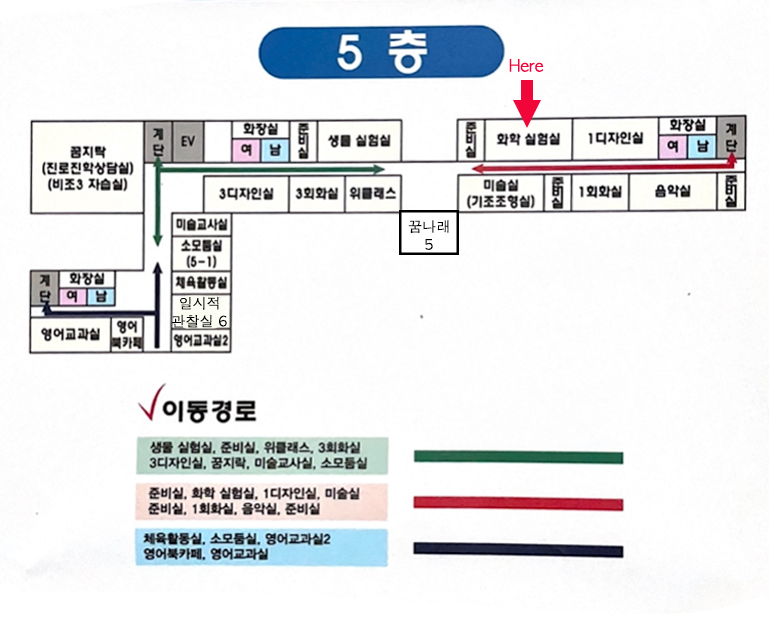 5 층
Here
꿈지락
(진로진학상담실)
(비조3 자습실)
계
단
EV
화장실
여 남
준
비
실
생물 실험실
준
비
실
화학 실험실
1디자인실
화장실
여 남
계
단
3디자인실
3회화실
위클래스
꿈나래
5
미술실
(기조조형실)
준
비
실
1회화실
음악실
준
비
실
미술교사실
소모둠실
(5-1)
체육활동실
일시적
관찰실 6
영어교과실2
계
단
화장실
여 남
영어교과실
영어
북카페
이동경로
생물 실험실, 준비실, 위클래스, 3회화실
3디자인실, 꿈지락, 미술교사실, 소모둠실
준비실, 화학 실험실, 1디자인실, 미술실
준비실, 1회화실, 음악실, 준비실
체육활동실, 소모둠실, 영어교과실2
영어북카페, 영어교과실